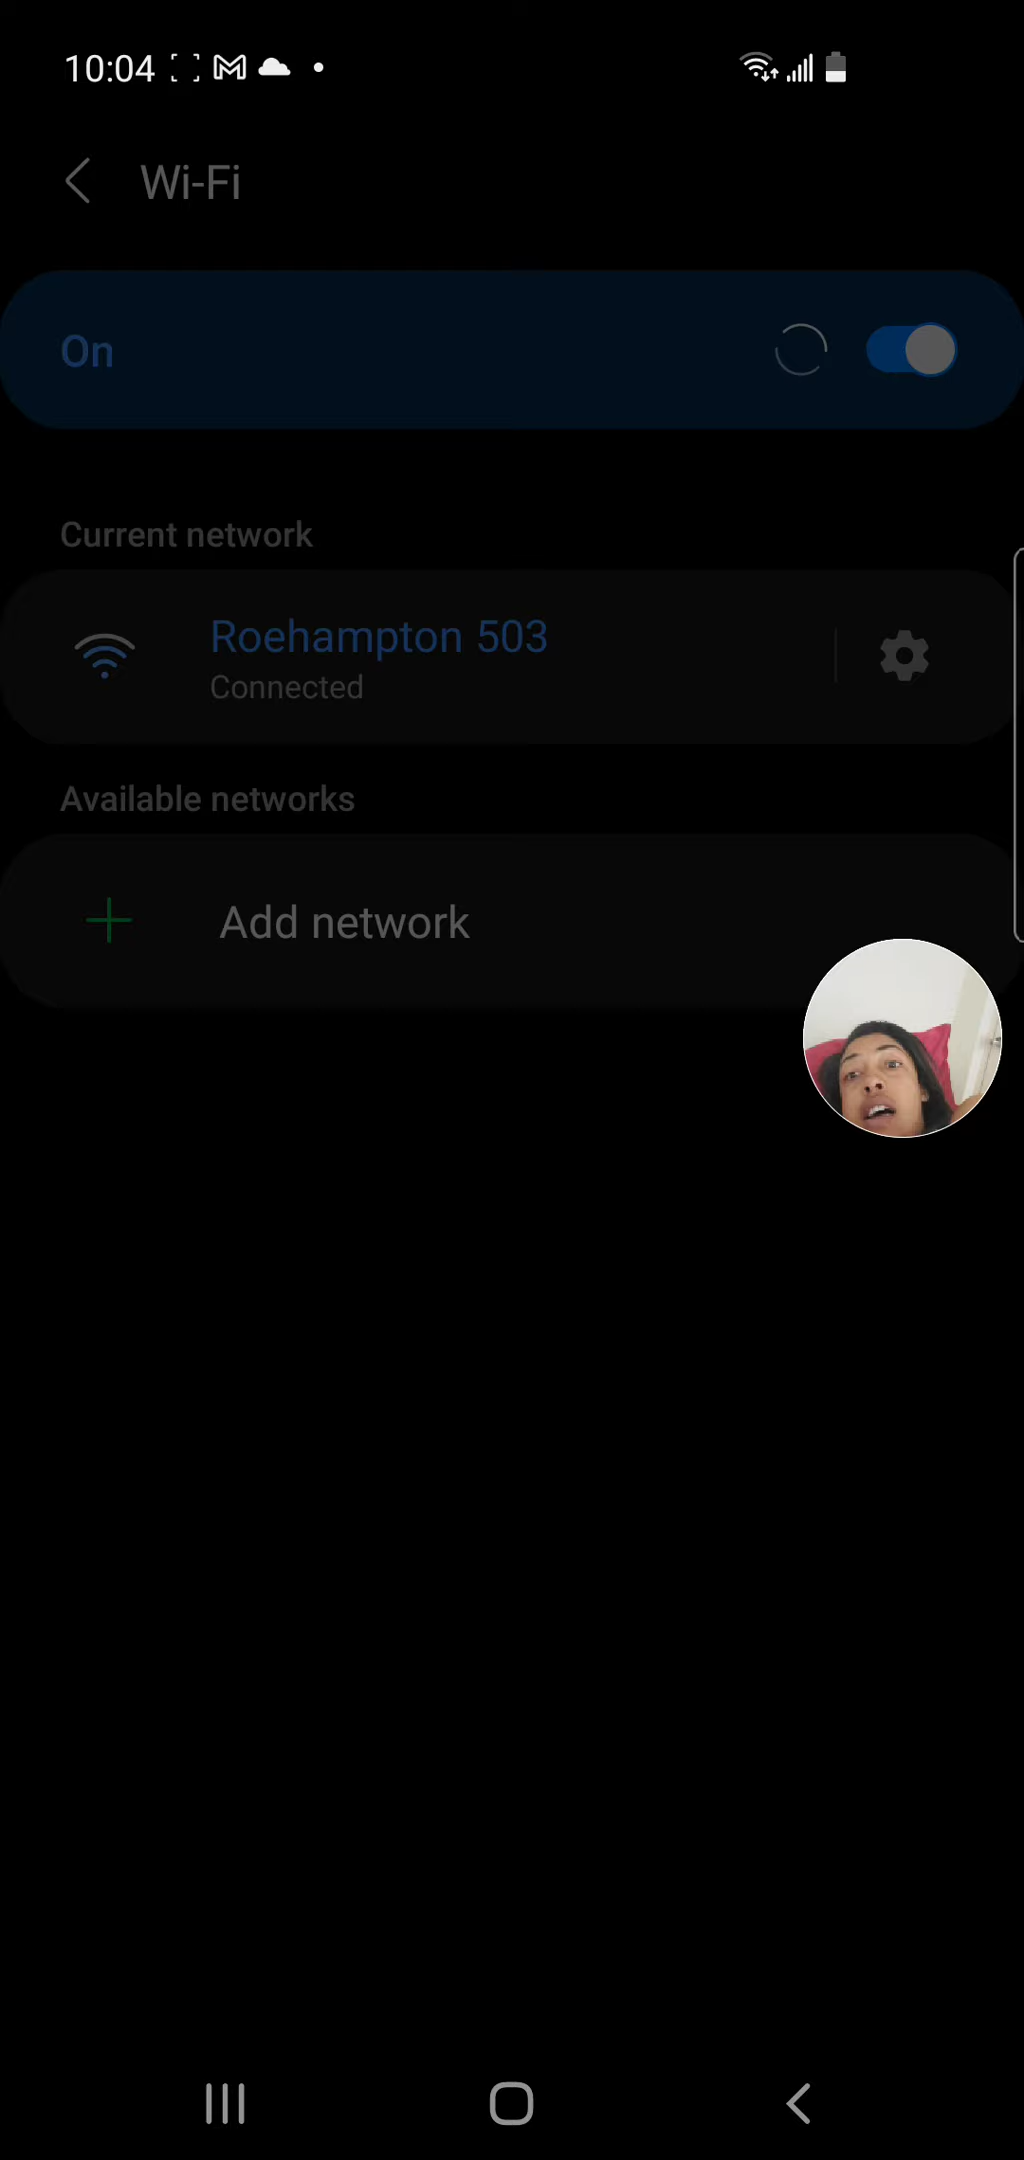 10:04
Wi-Fi
On
Current network
Roehampton 503
Connected
Available networks
Add network